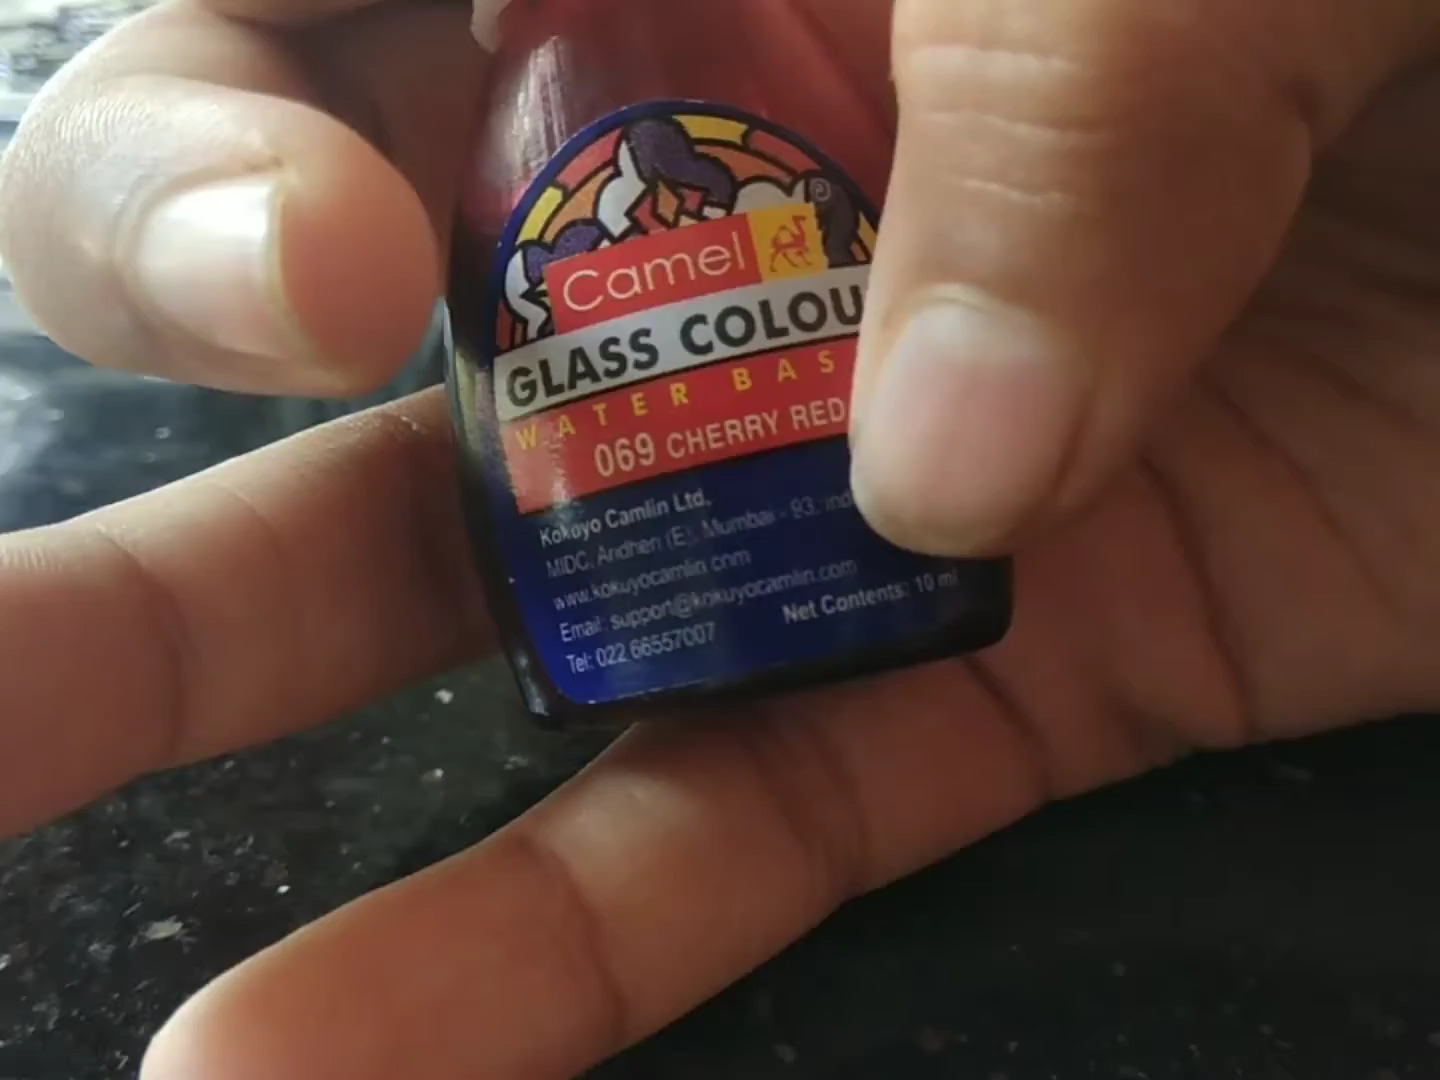 Camel
GLASS COLOU
WATER BAS
069 CHERRY RED
Kokuyo Camlin Ltd.
MIDC, Andheri (E), Mumbai - 93, Ind
www.kokuyocamlin.com
Email: support@kokuyocamlin.com
Tel: 022 66557007
Net Contents: 10 ml